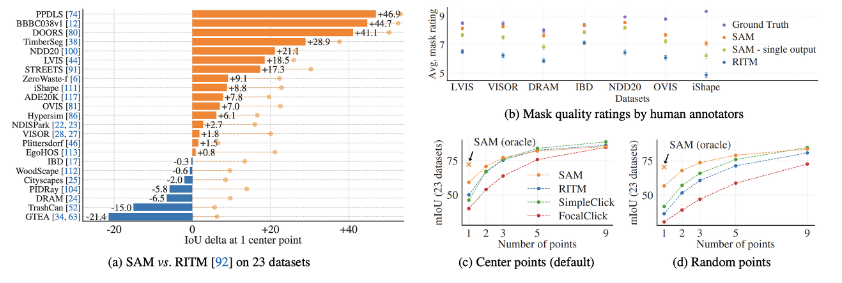 PPDLS [74]
+46.9
BBBC038v1 [12]
+44.7
DOORS [80]
+41.1
TimberSeg [38]
+28.9
NDD20 [100]
+21.1
LVIS [44]
+18.5
STREETS [91]
+17.3
ZeroWaste-f [6]
+9.1
iShape [111]
+8.8
ADE20K [117]
+7.8
OVIS [81]
+7.0
Hypersim [86]
+6.1
NDISPark [22, 23]
+2.7
VISOR [28, 27]
+1.8
Plittersdorf [46]
+1.5
EgoHOS [113]
+0.8
IBD [17]
-0.3
WoodScape [112]
-0.6
Cityscapes [25]
-2.0
PIDRay [104]
-5.8
DRAM [24]
-6.5
TrashCan [52]
-15.0
GTEA [34, 63]
-21.4
-20 0 +20 +40
IoU delta at 1 center point
(a) SAM vs. RITM [92] on 23 datasets
Avg. mask rating
9
7
5
LVIS VISOR DRAM IBD NDD20 OVIS iShape
Datasets
Ground Truth
SAM
SAM - single output
RITM
(b) Mask quality ratings by human annotators
mIoU (23 datasets)
75
50
SAM (oracle)
SAM
RITM
SimpleClick
FocalClick
1 2 3 5 9
Number of points
(c) Center points (default)
mIoU (23 datasets)
75
50
SAM (oracle)
1 2 3 5 9
Number of points
(d) Random points